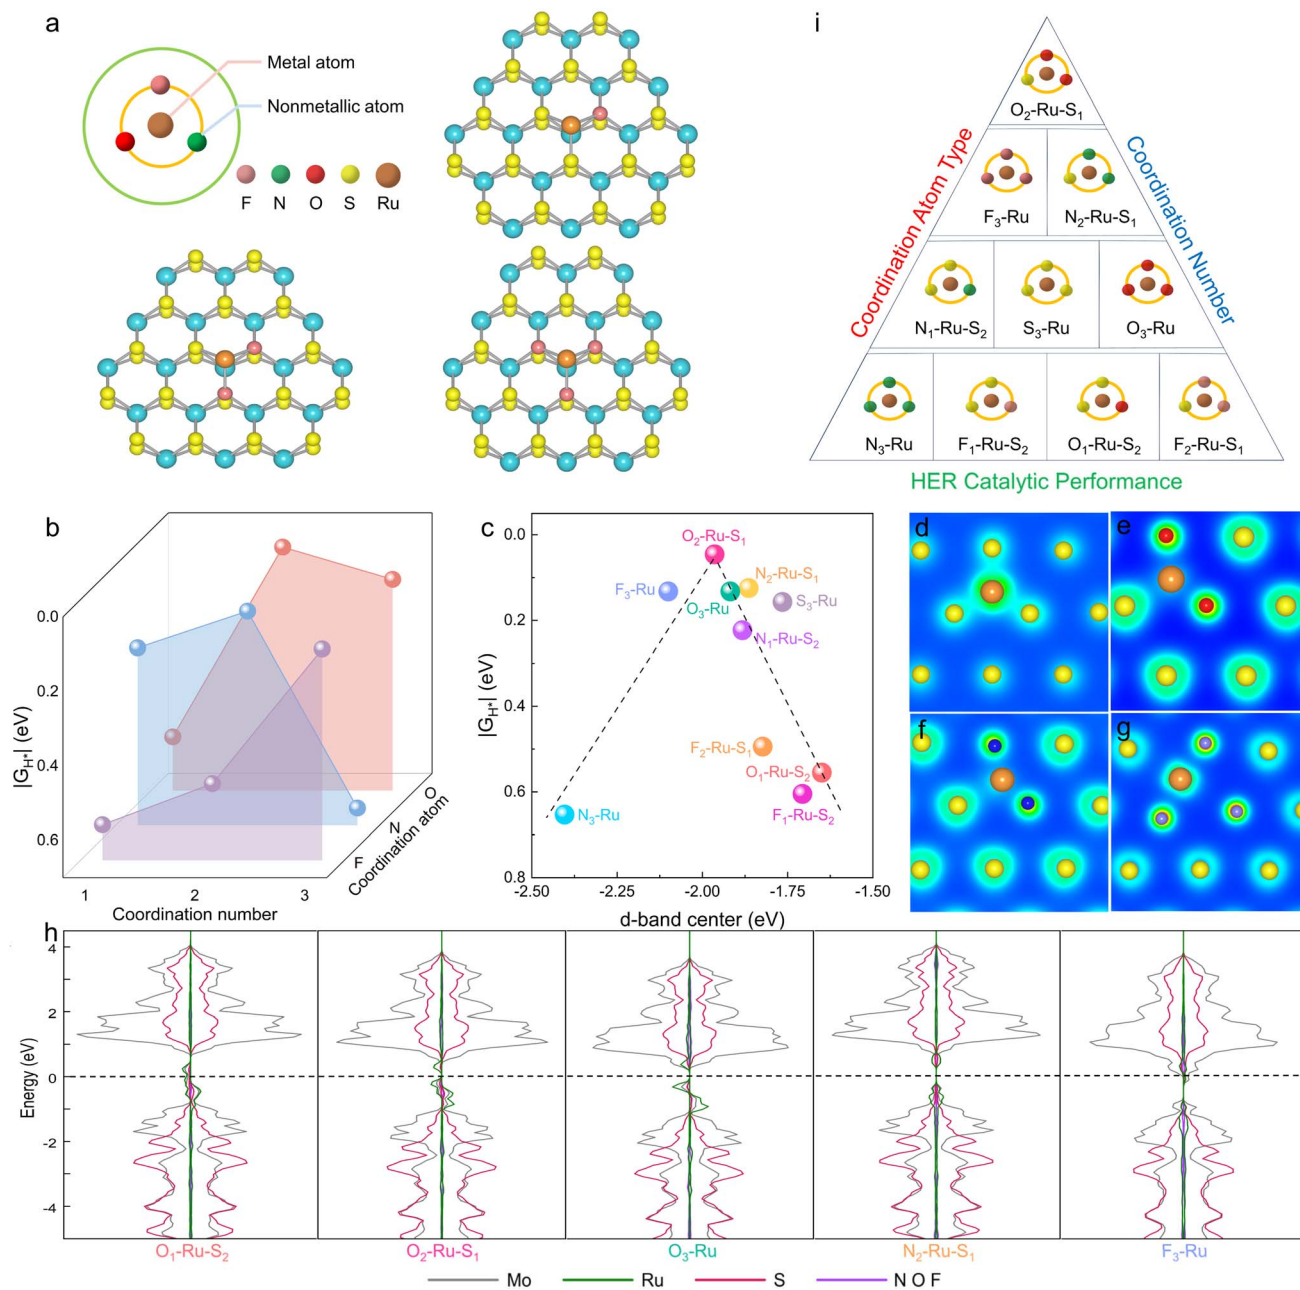 a
Metal atom
Nonmetallic atom
F N O S Ru
i
O₂-Ru-S₁
F₃-Ru
N₂-Ru-S₁
N₁-Ru-S₂
S₃-Ru
O₃-Ru
N₃-Ru
F₁-Ru-S₂
O₁-Ru-S₂
F₂-Ru-S₁
Coordination Atom Type
Coordination Number
HER Catalytic Performance
b
|G_H*| (eV)
0.0
0.2
0.4
0.6
1 2 3
Coordination number
F
N
O
Coordination atom
c
|G_H*| (eV)
0.0
0.2
0.4
0.6
0.8
O₂-Ru-S₁
N₂-Ru-S₁
F₃-Ru
O₃-Ru
S₃-Ru
N₁-Ru-S₂
F₂-Ru-S₁
O₁-Ru-S₂
N₃-Ru
F₁-Ru-S₂
-2.50 -2.25 -2.00 -1.75 -1.50
d-band center (eV)
d
e
f
g
h
Energy (eV)
4
2
0
-2
-4
O₁-Ru-S₂
O₂-Ru-S₁
O₃-Ru
N₂-Ru-S₁
F₃-Ru
Mo Ru S N O F